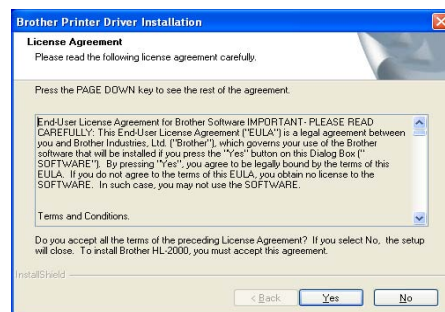 Brother Printer Driver Installation
License Agreement
Please read the following license agreement carefully.
Press the PAGE DOWN key to see the rest of the agreement.
End-User License Agreement for Brother Software IMPORTANT- PLEASE READ
CAREFULLY: This End-User License Agreement ("EULA") is a legal agreement between
you and Brother Industries, Ltd. ("Brother"), which governs your use of the Brother
software that will be installed if you press the "Yes" button on this Dialog Box ("
SOFTWARE"). By pressing "Yes", you agree to be legally bound by the terms of this
EULA. If you do not agree to the terms of this EULA, you obtain no license to the
SOFTWARE. In such case, you may not use the SOFTWARE.
Terms and Conditions.
Do you accept all the terms of the preceding License Agreement? If you select No, the setup
will close. To install Brother HL-2000, you must accept this agreement.
InstallShield
< Back Yes No